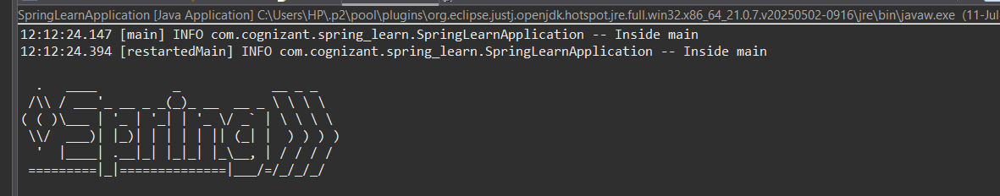 SpringLearnApplication [Java Application] C:\Users\HP\.p2\pool\plugins\org.eclipse.justj.openjdk.hotspot.jre.full.win32.x86_64_21.0.7.v20250502-0916\jre\bin\javaw.exe (11-Jul
12:12:24.147 [main] INFO com.cognizant.spring_learn.SpringLearnApplication -- Inside main
12:12:24.394 [restartedMain] INFO com.cognizant.spring_learn.SpringLearnApplication -- Inside main

  .   ____          _            __ _ _
 /\\ / ___'_ __ _ _(_)_ __  __ _ \ \ \ \
( ( )\___ | '_ | '_| | '_ \/ _` | \ \ \ \
 \\/  ___)| |_)| | | | | || (_| |  ) ) ) )
  '  |____| .__|_| |_|_| |_\__, | / / / /
 =========|_|==============|___/=/_/_/_/